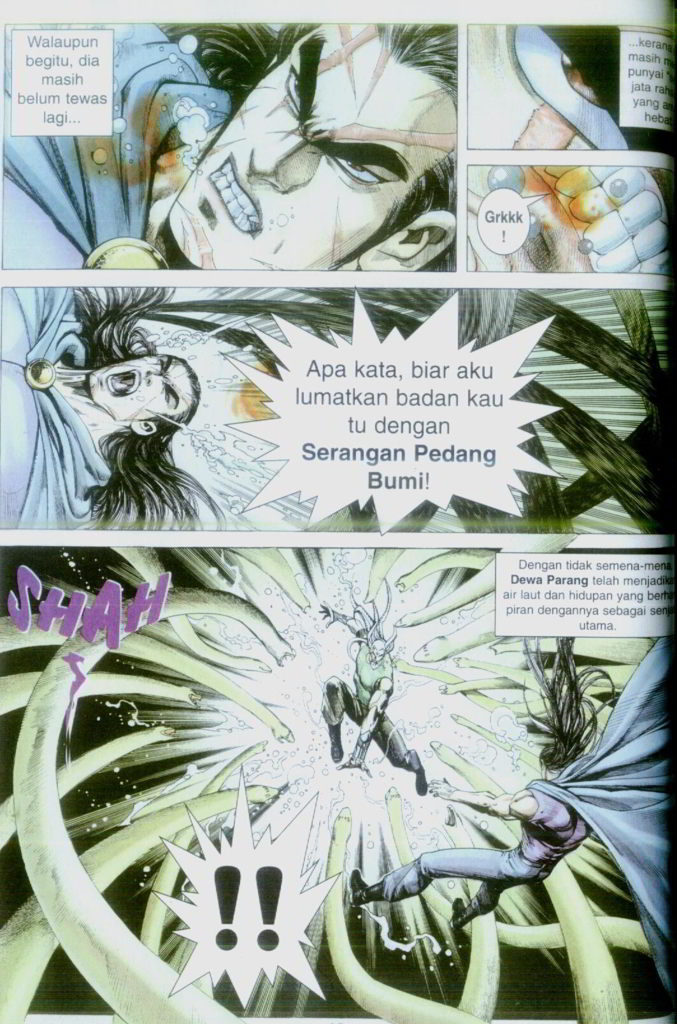 Walaupun
begitu, dia
masih
belum tewas
lagi...
...kerana
masih m
punyai
jata rah
yang a
hebat
Grkkk
!
Apa kata, biar aku
lumatkan badan kau
tu dengan
Serangan Pedang
Bumi!
SHAH
Dengan tidak semena-mena,
Dewa Parang telah menjadika
air laut dan hidupan yang berha
piran dengannya sebagai senja
utama.
!!